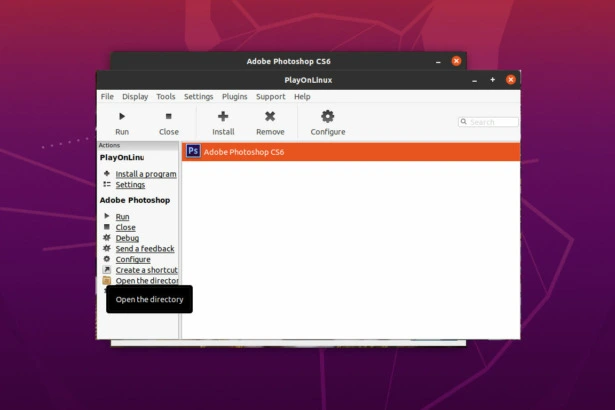 Adobe Photoshop CS6
PlayOnLinux
File Display Tools Settings Plugins Support Help
Run Close Install Remove Configure Search
Actions
PlayOnLinu
Install a program
Settings
Adobe Photoshop
Run
Close
Debug
Send a feedback
Configure
Create a shortcut
Open the director
Open the directory
Ps Adobe Photoshop CS6